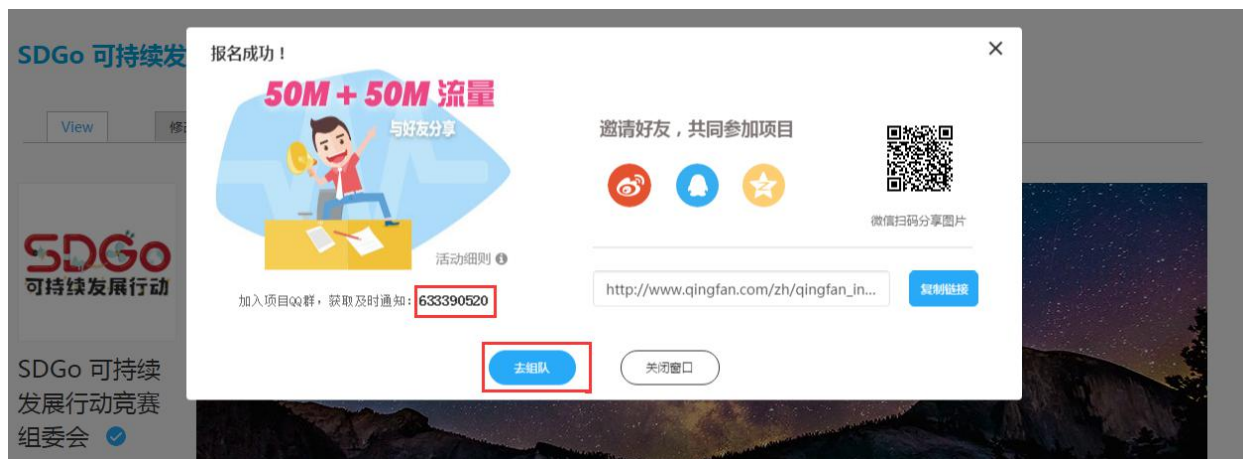 SDGo 可持续发
View
修
SDGo
可持续发展行动
SDGo 可持续
发展行动竞赛
组委会
报名成功！
50M + 50M 流量
与好友分享
活动细则
加入项目QQ群，获取及时通知：633390520
邀请好友，共同参加项目
微信扫码分享图片
http://www.qingfan.com/zh/qingfan_in...
复制链接
去组队
关闭窗口